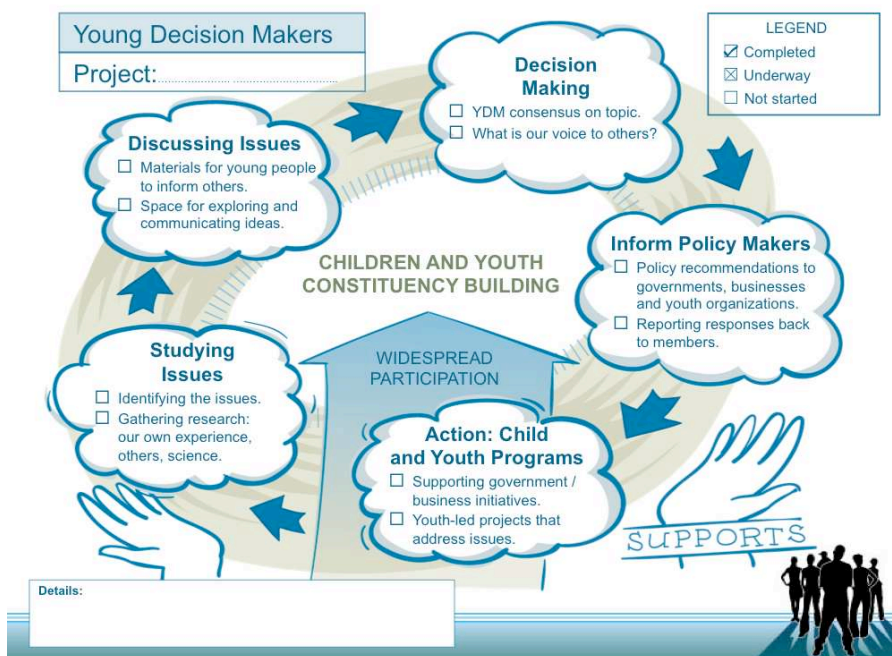 Young Decision Makers
Project:
LEGEND
Completed
Underway
Not started
Decision
Making
YDM consensus on topic.
What is our voice to others?
Discussing Issues
Materials for young people
to inform others.
Space for exploring and
communicating ideas.
Inform Policy Makers
Policy recommendations to
governments, businesses
and youth organizations.
Reporting responses back
to members.
CHILDREN AND YOUTH
CONSTITUENCY BUILDING
WIDESPREAD
PARTICIPATION
Studying
Issues
Identifying the issues.
Gathering research:
our own experience,
others, science.
Action: Child
and Youth Programs
Supporting government /
business initiatives.
Youth-led projects that
address issues.
SUPPORTS
Details: